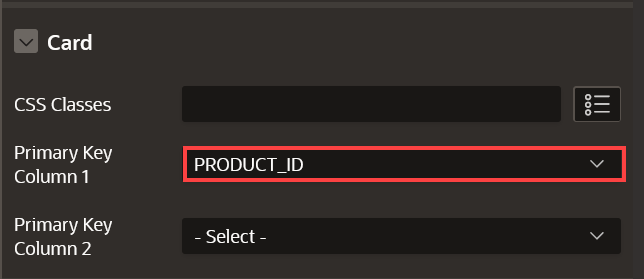 Card
CSS Classes
Primary Key
Column 1
PRODUCT_ID
Primary Key
Column 2
- Select -